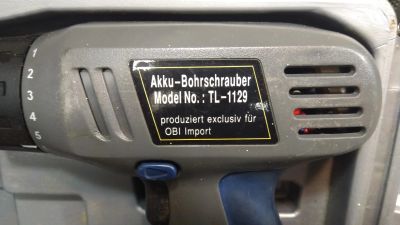 1
2
3
4
5
Akku-Bohrschrauber
Model No.: TL-1129
produziert exclusiv für
OBI Import